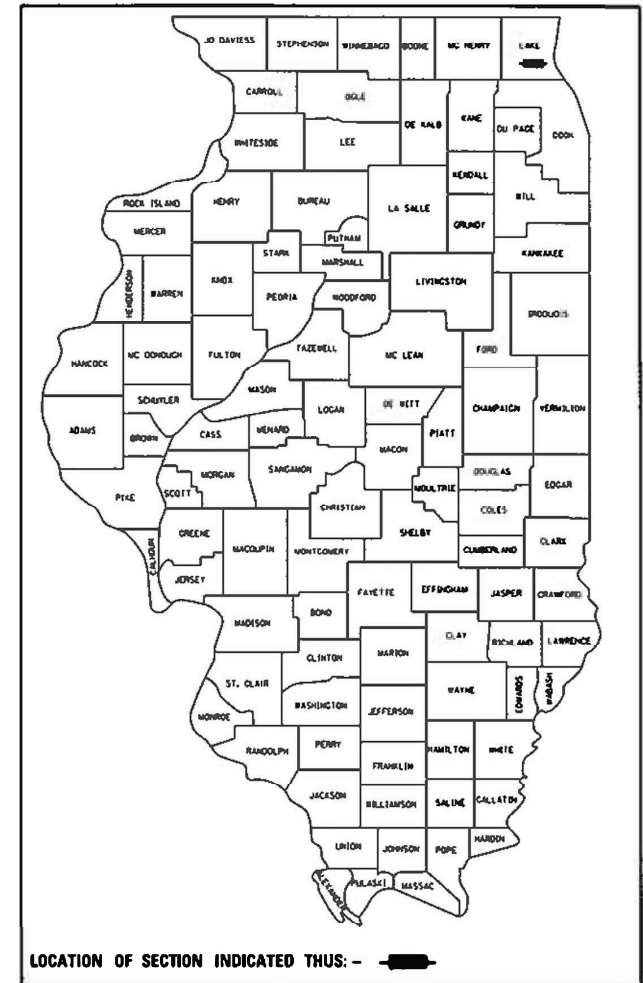 JO DAVIESS STEPHENSON WINNEBAGO BOONE MC HENRY LAKE
CARROLL OGLE DE KALB KANE DU PAGE COOK
WHITESIDE LEE
KENDALL
ROCK ISLAND HENRY BUREAU LA SALLE WILL
GRUNDY
MERCER PUTNAM
STARK MARSHALL KANKAKEE
HENDERSON WARREN KNOX PEORIA WOODFORD LIVINGSTON
IROQUOIS
HANCOCK MC DONOUGH FULTON TAZEWELL MC LEAN FORD
MASON
SCHUYLER LOGAN DE WITT CHAMPAIGN VERMILION
ADAMS BROWN CASS MENARD PIATT
MACON
MORGAN SANGAMON DOUGLAS
PIKE SCOTT CHRISTIAN MOULTRIE EDGAR
COLES
GREENE MACOUPIN MONTGOMERY SHELBY
CALHOUN CUMBERLAND CLARK
JERSEY FAYETTE EFFINGHAM JASPER CRAWFORD
MADISON BOND
CLAY RICHLAND LAWRENCE
CLINTON MARION
ST. CLAIR WAYNE EDWARDS WABASH
WASHINGTON JEFFERSON
MONROE
RANDOLPH PERRY HAMILTON WHITE
FRANKLIN
JACKSON WILLIAMSON SALINE GALLATIN
UNION JOHNSON POPE HARDIN
ALEXANDER PULASKI MASSAC
LOCATION OF SECTION INDICATED THUS: -